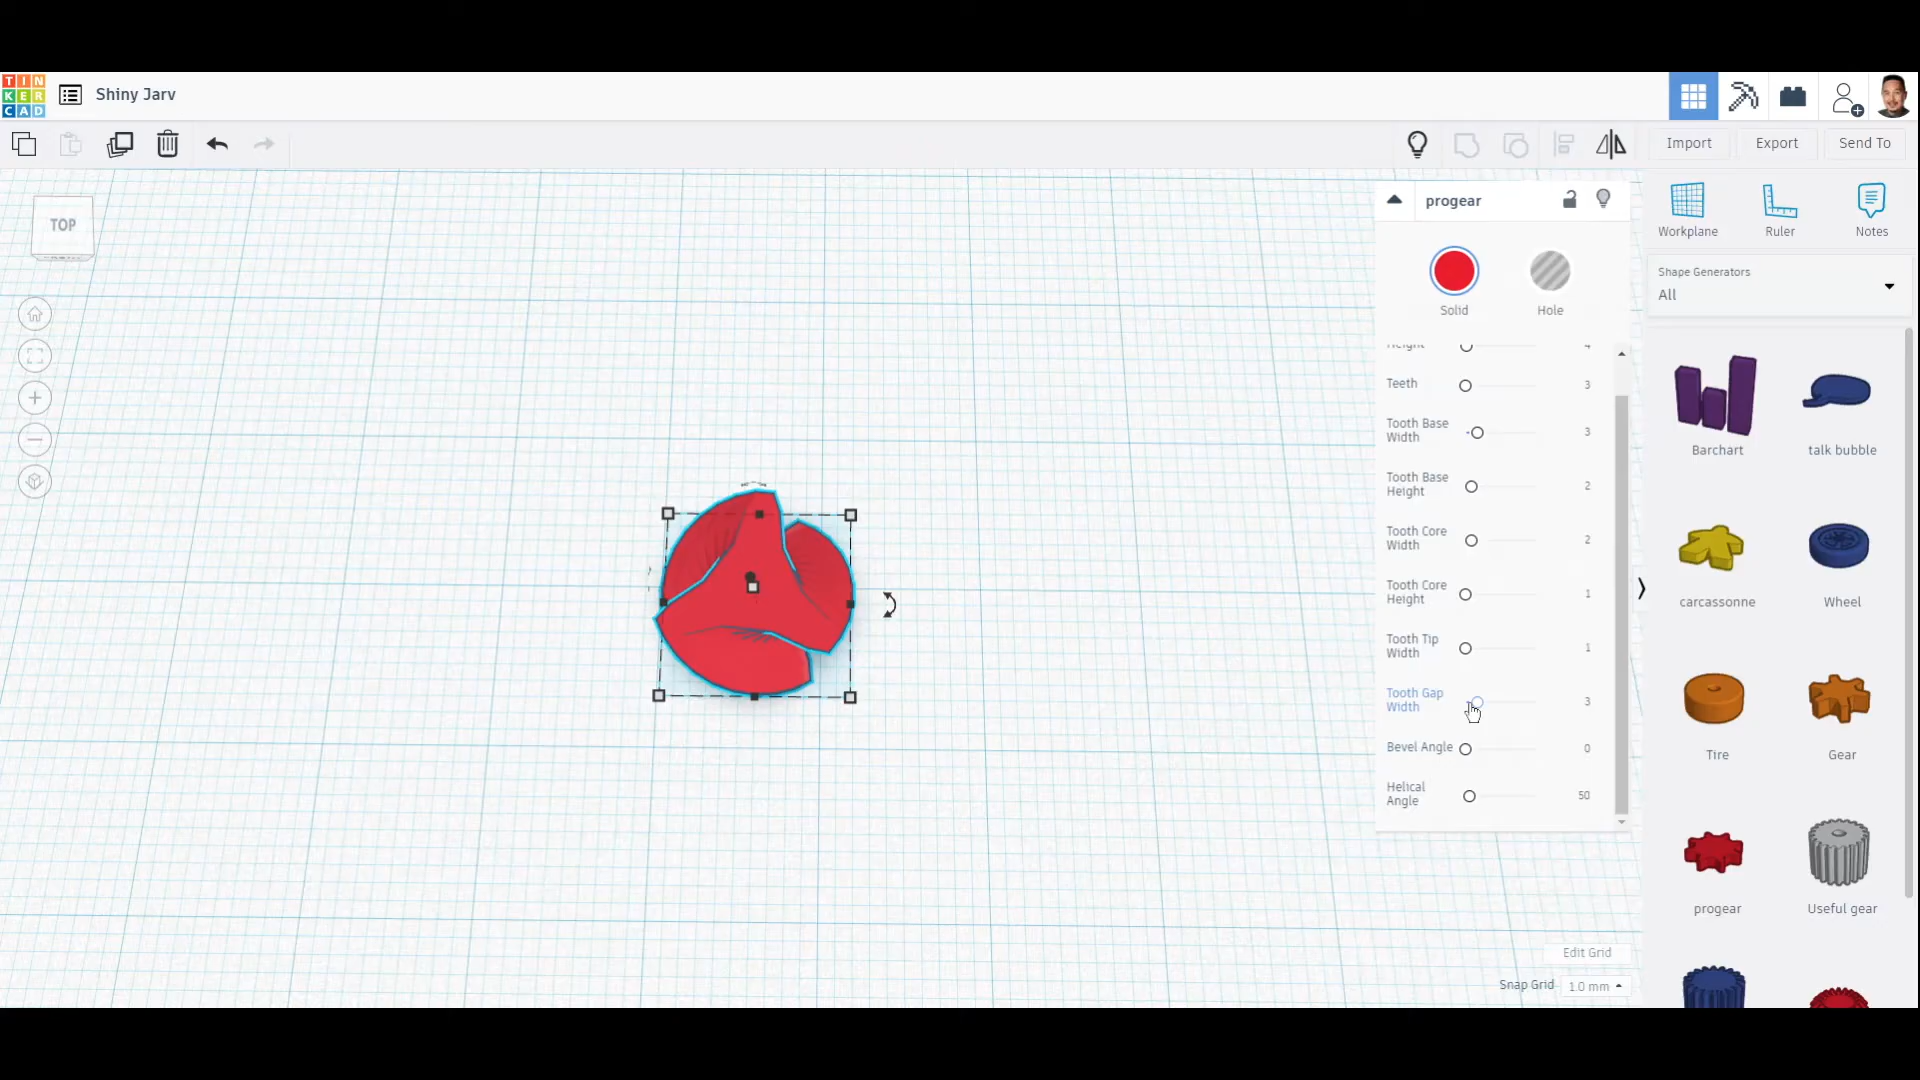 TIN
KER
CAD
Shiny Jarv
Import
Export
Send To
TOP
progear
Workplane
Ruler
Notes
Solid
Hole
Shape Generators
All
Height
4
Teeth
3
Tooth Base
Width
3
Tooth Base
Height
2
Tooth Core
Width
2
Tooth Core
Height
1
Tooth Tip
Width
1
Tooth Gap
Width
3
Bevel Angle
0
Helical
Angle
50
Barchart
talk bubble
carcassonne
Wheel
Tire
Gear
progear
Useful gear
Edit Grid
Snap Grid
1.0 mm